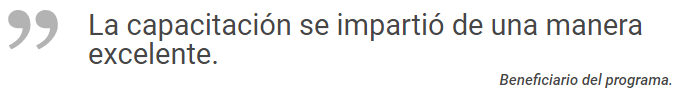 ” La capacitación se impartió de una manera
excelente.
Beneficiario del programa.